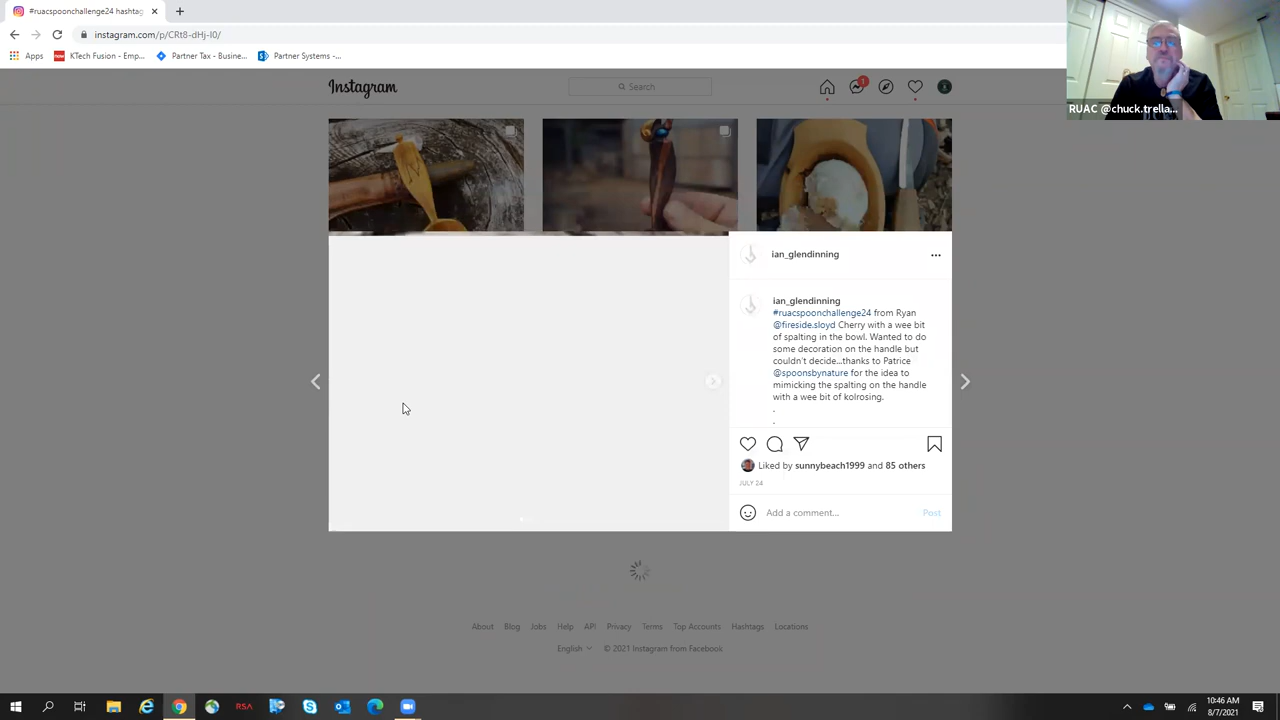 #ruacspoonchallenge24 hashtag
instagram.com/p/CRt8-dHj-I0/
Apps
KTech Fusion - Emp...
Partner Tax - Busine...
Partner Systems -...
Instagram
Search
1
RUAC @chuck.trella...
ian_glendinning
ian_glendinning
#ruacspoonchallenge24 from Ryan
@fireside.sloyd Cherry with a wee bit
of spalting in the bowl. Wanted to do
some decoration on the handle but
couldn't decide...thanks to Patrice
@spoonsbynature for the idea to
mimicking the spalting on the handle
with a wee bit of kolrosing.
.
.
Liked by sunnybeach1999 and 85 others
JULY 24
Add a comment...
Post
About Blog Jobs Help API Privacy Terms Top Accounts Hashtags Locations
English © 2021 Instagram from Facebook
RSA
10:46 AM
8/7/2021